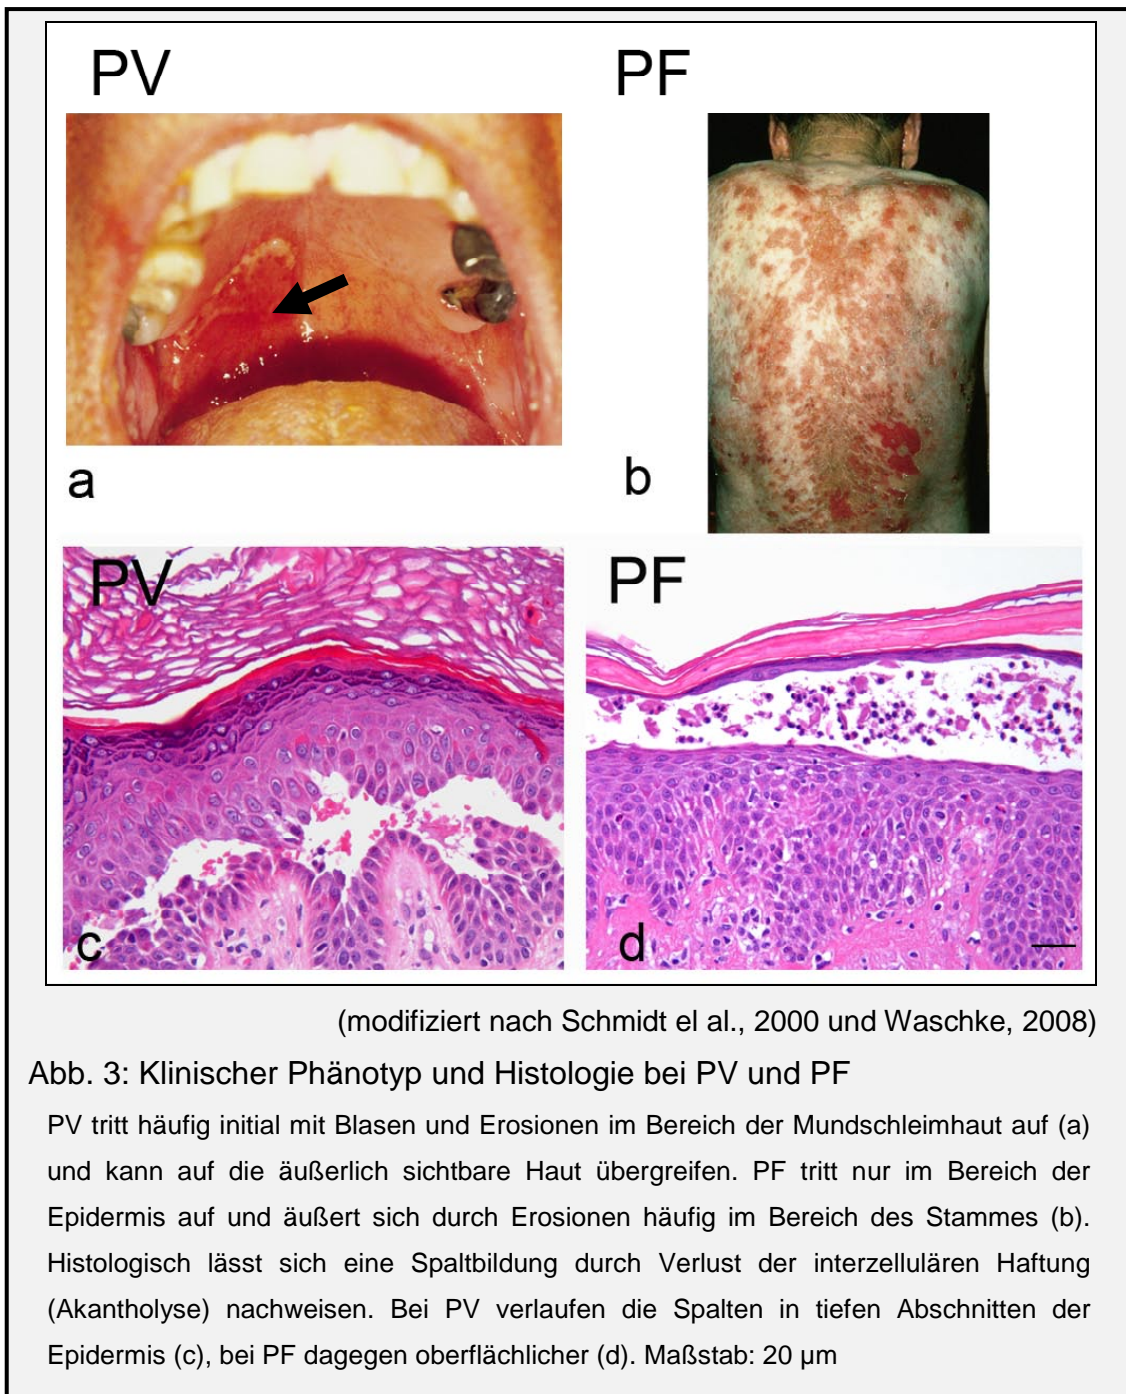 PV PF
a b
PV PF
c d
(modifiziert nach Schmidt el al., 2000 und Waschke, 2008)
Abb. 3: Klinischer Phänotyp und Histologie bei PV und PF
PV tritt häufig initial mit Blasen und Erosionen im Bereich der Mundschleimhaut auf (a)
und kann auf die äußerlich sichtbare Haut übergreifen. PF tritt nur im Bereich der
Epidermis auf und äußert sich durch Erosionen häufig im Bereich des Stammes (b).
Histologisch lässt sich eine Spaltbildung durch Verlust der interzellulären Haftung
(Akantholyse) nachweisen. Bei PV verlaufen die Spalten in tiefen Abschnitten der
Epidermis (c), bei PF dagegen oberflächlicher (d). Maßstab: 20 µm